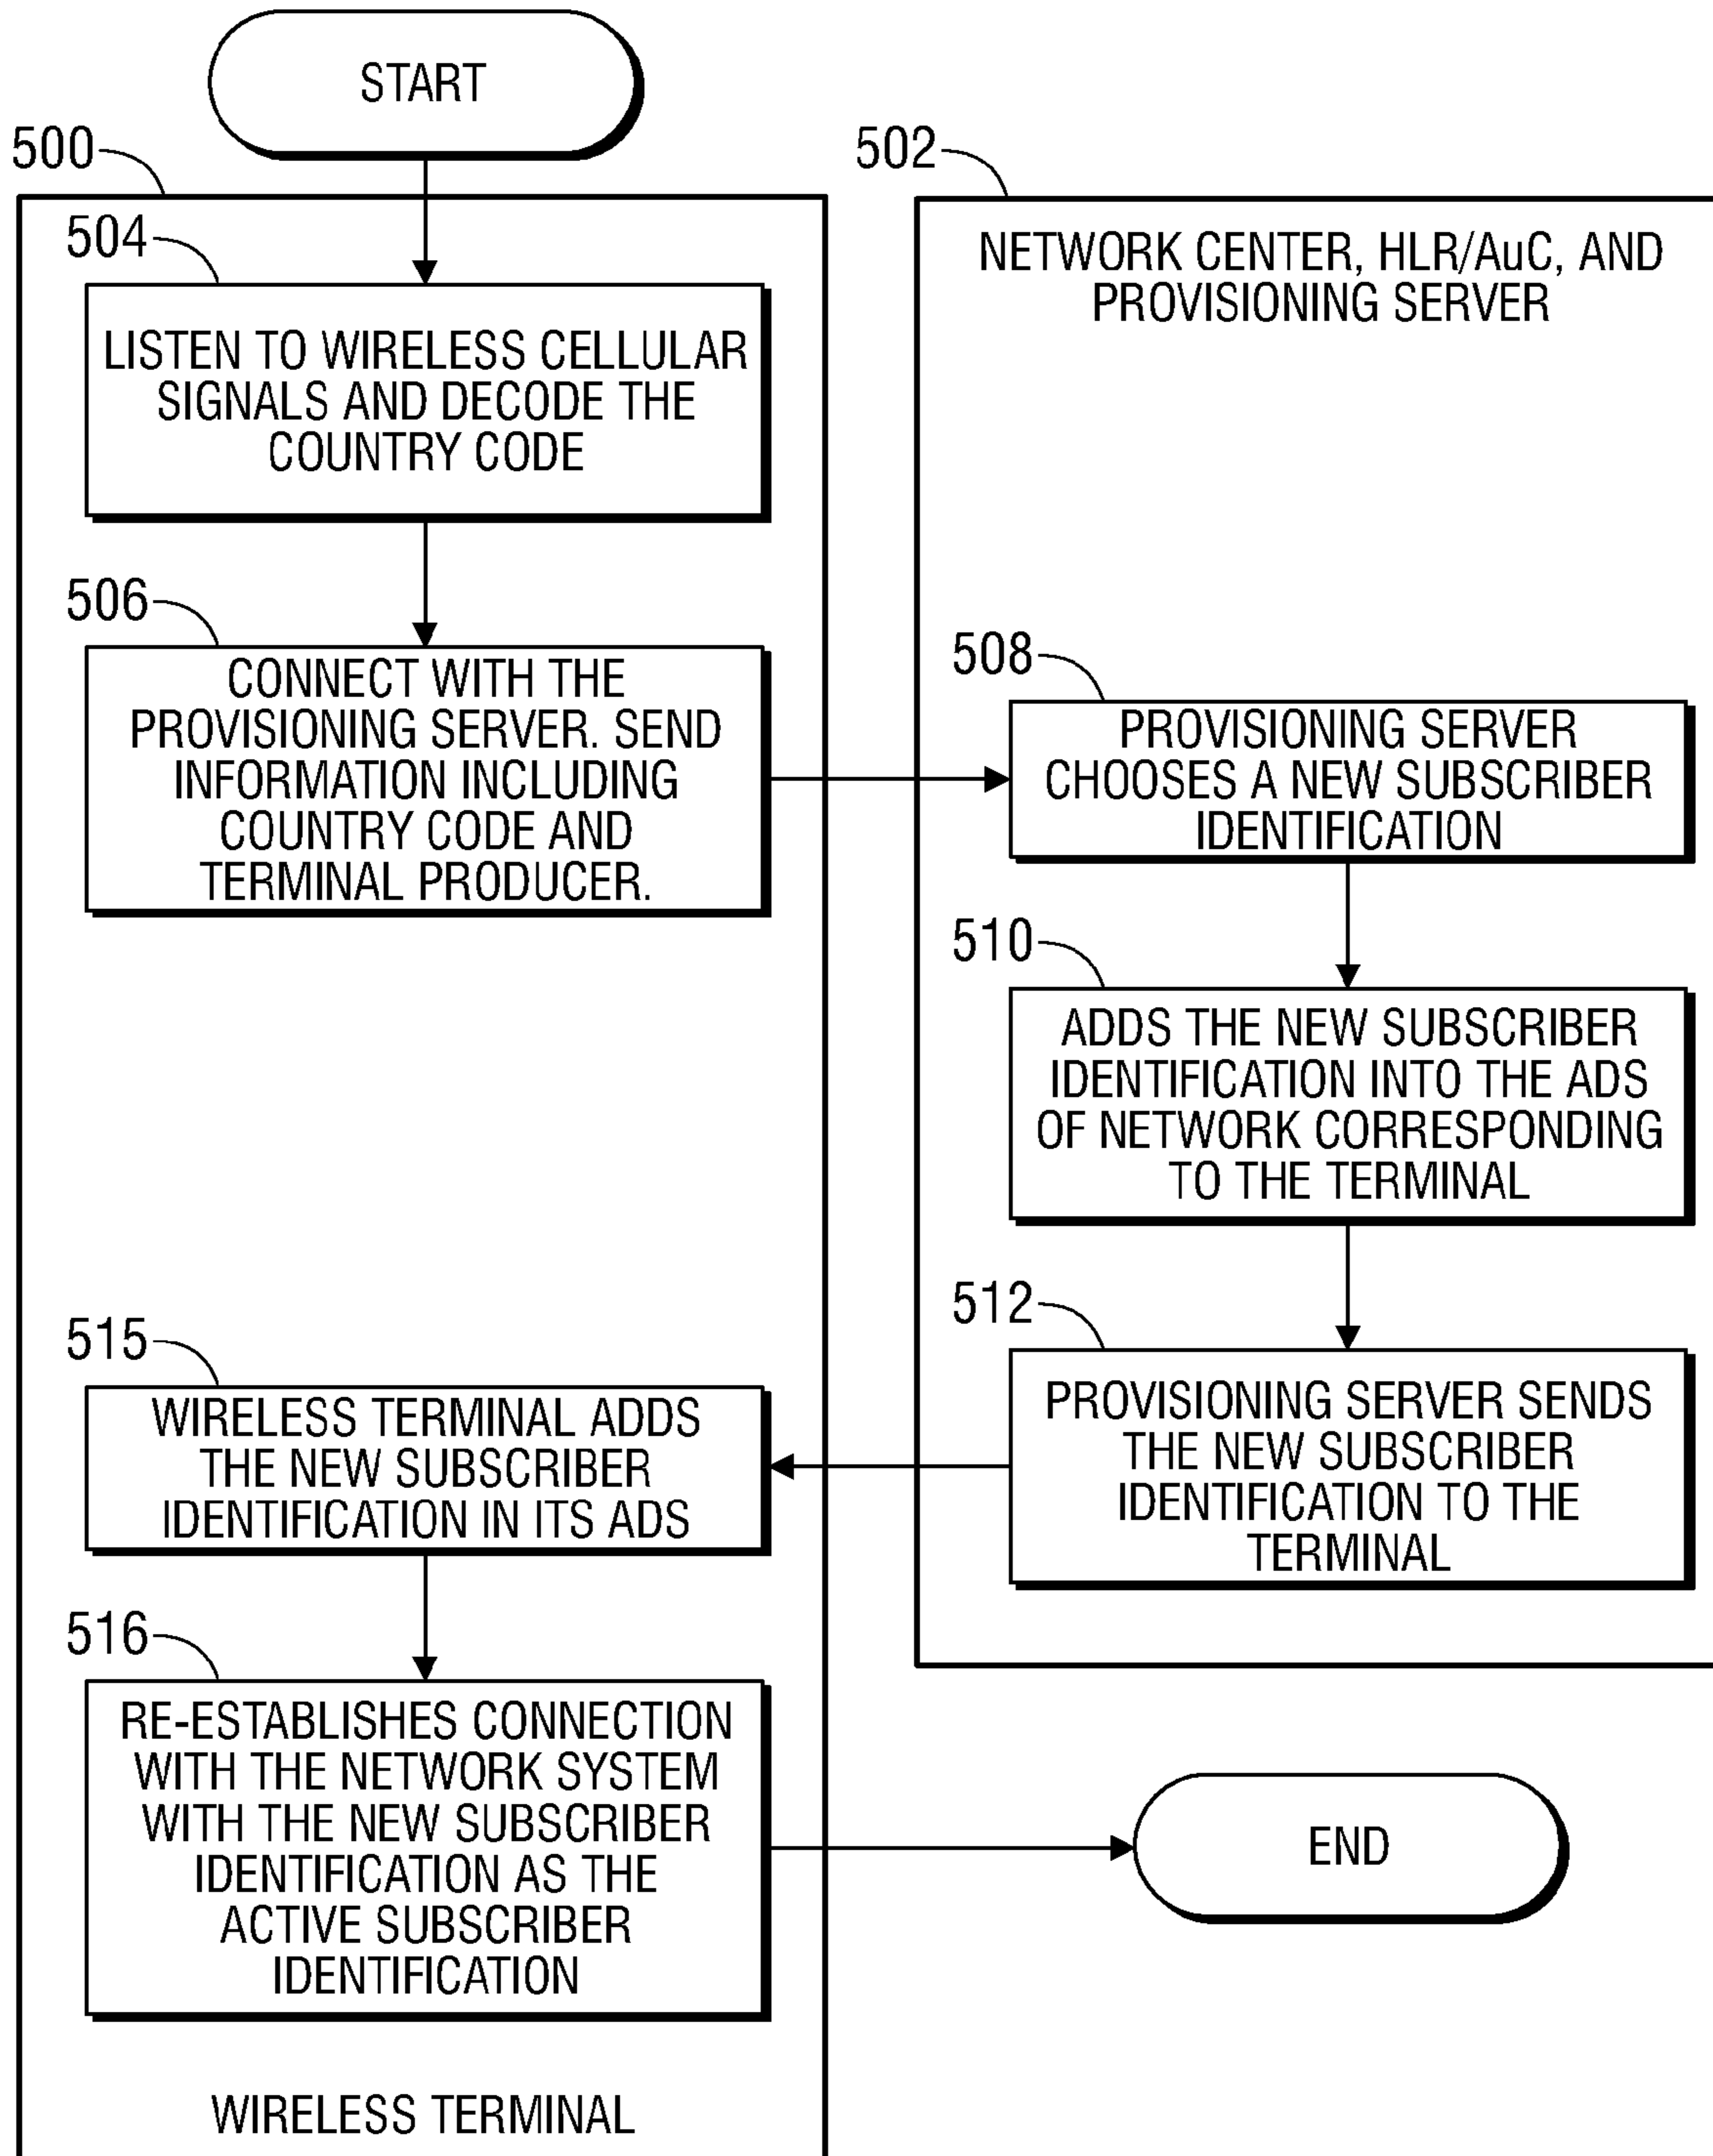 START
500
502
504
NETWORK CENTER, HLR/AuC, AND
PROVISIONING SERVER
LISTEN TO WIRELESS CELLULAR
SIGNALS AND DECODE THE
COUNTRY CODE
506
CONNECT WITH THE
PROVISIONING SERVER. SEND
INFORMATION INCLUDING
COUNTRY CODE AND
TERMINAL PRODUCER.
508
PROVISIONING SERVER
CHOOSES A NEW SUBSCRIBER
IDENTIFICATION
510
ADDS THE NEW SUBSCRIBER
IDENTIFICATION INTO THE ADS
OF NETWORK CORRESPONDING
TO THE TERMINAL
512
PROVISIONING SERVER SENDS
THE NEW SUBSCRIBER
IDENTIFICATION TO THE
TERMINAL
515
WIRELESS TERMINAL ADDS
THE NEW SUBSCRIBER
IDENTIFICATION IN ITS ADS
516
RE-ESTABLISHES CONNECTION
WITH THE NETWORK SYSTEM
WITH THE NEW SUBSCRIBER
IDENTIFICATION AS THE
ACTIVE SUBSCRIBER
IDENTIFICATION
END
WIRELESS TERMINAL